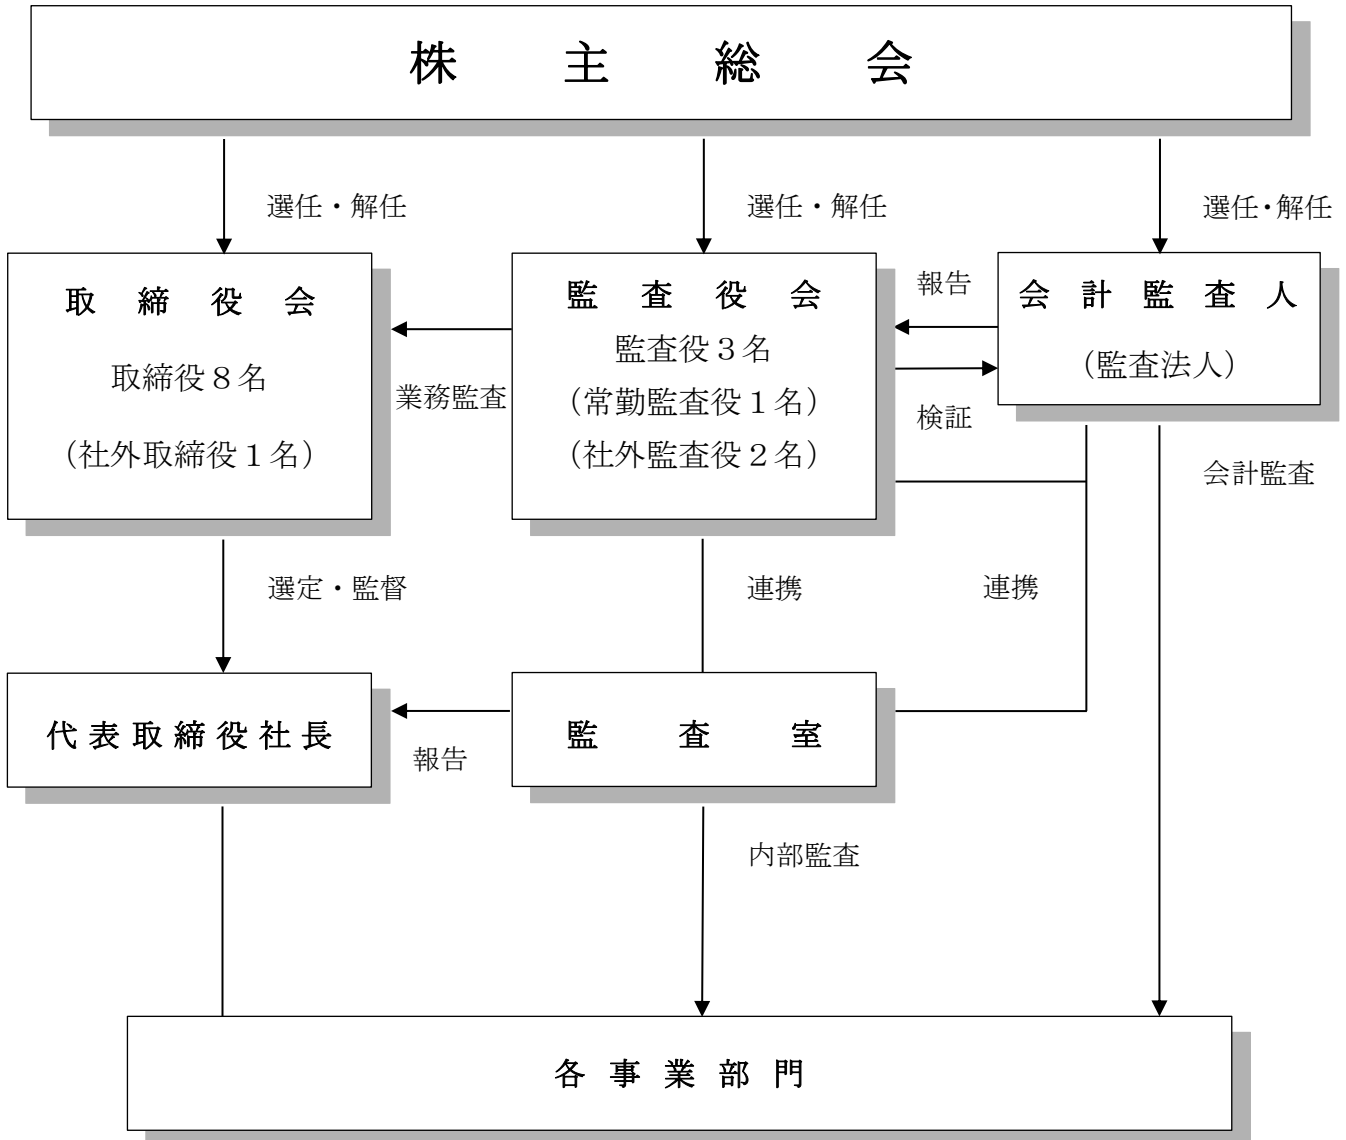 株主総会
選任・解任
選任・解任
選任・解任
取締役会
取締役８名
（社外取締役１名）
業務監査
監査役会
監査役３名
（常勤監査役１名）
（社外監査役２名）
報告
検証
会計監査人
（監査法人）
会計監査
選定・監督
連携
連携
代表取締役社長
報告
監査室
内部監査
各事業部門